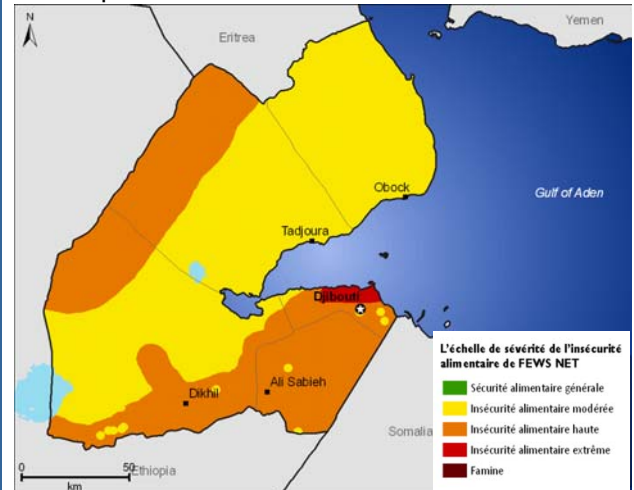 N
Eritrea
Yemen
Obock
Gulf of Aden
Tadjoura
Djibouti
L'échelle de sévérité de l'insécurité
alimentaire de FEWS NET
Sécurité alimentaire générale
Insécurité alimentaire modérée
Insécurité alimentaire haute
Insécurité alimentaire extrême
Famine
Ali Sabieh
Dikhil
Somalia
Ethiopia
0 50
km